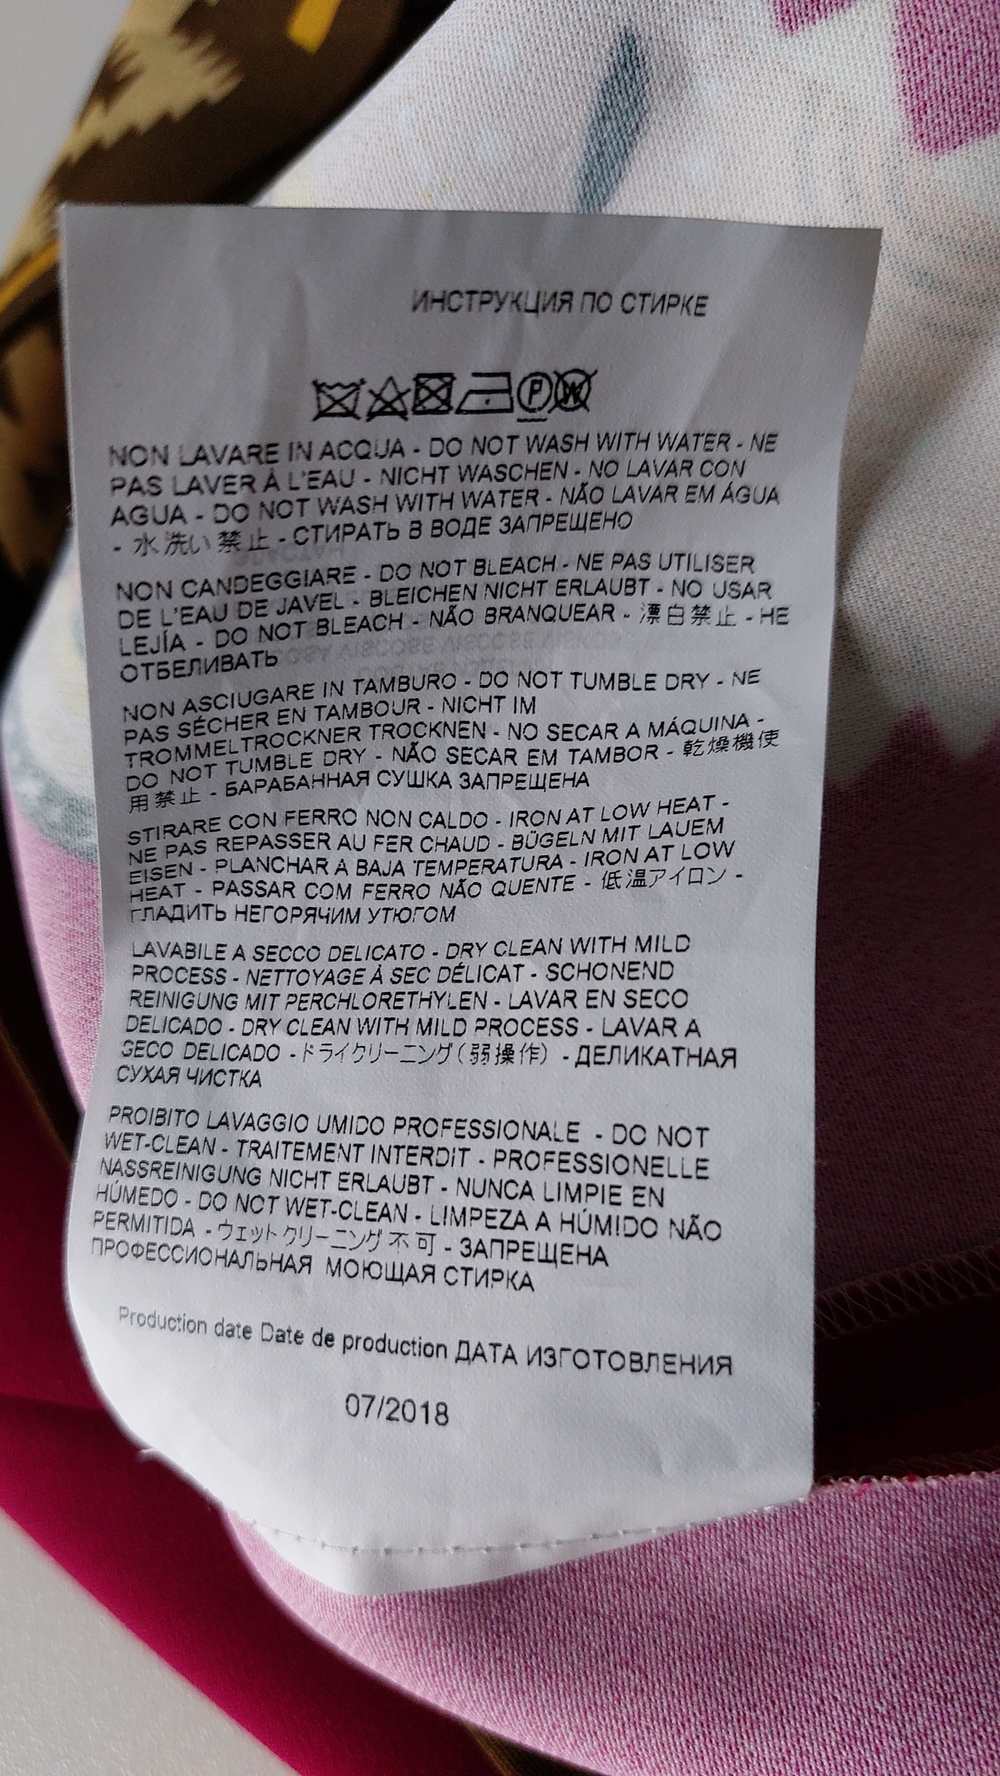 ИНСТРУКЦИЯ ПО СТИРКЕ
P W
NON LAVARE IN ACQUA - DO NOT WASH WITH WATER - NE
PAS LAVER À L'EAU - NICHT WASCHEN - NO LAVAR CON
AGUA - DO NOT WASH WITH WATER - NÃO LAVAR EM ÁGUA
- 水洗い禁止 - СТИРАТЬ В ВОДЕ ЗАПРЕЩЕНО
NON CANDEGGIARE - DO NOT BLEACH - NE PAS UTILISER
DE L'EAU DE JAVEL - BLEICHEN NICHT ERLAUBT - NO USAR
LEJÍA - DO NOT BLEACH - NÃO BRANQUEAR - 漂白禁止 - НЕ
ОТБЕЛИВАТЬ
NON ASCIUGARE IN TAMBURO - DO NOT TUMBLE DRY - NE
PAS SÉCHER EN TAMBOUR - NICHT IM
TROMMELTROCKNER TROCKNEN - NO SECAR A MÁQUINA -
DO NOT TUMBLE DRY - NÃO SECAR EM TAMBOR - 乾燥機使
用禁止 - БАРАБАННАЯ СУШКА ЗАПРЕЩЕНА
STIRARE CON FERRO NON CALDO - IRON AT LOW HEAT -
NE PAS REPASSER AU FER CHAUD - BÜGELN MIT LAUEM
EISEN - PLANCHAR A BAJA TEMPERATURA - IRON AT LOW
HEAT - PASSAR COM FERRO NÃO QUENTE - 低温アイロン -
ГЛАДИТЬ НЕГОРЯЧИМ УТЮГОМ
LAVABILE A SECCO DELICATO - DRY CLEAN WITH MILD
PROCESS - NETTOYAGE À SEC DÉLICAT - SCHONEND
REINIGUNG MIT PERCHLORETHYLEN - LAVAR EN SECO
DELICADO - DRY CLEAN WITH MILD PROCESS - LAVAR A
SECO DELICADO - ドライクリーニング(弱操作) - ДЕЛИКАТНАЯ
СУХАЯ ЧИСТКА
PROIBITO LAVAGGIO UMIDO PROFESSIONALE - DO NOT
WET-CLEAN - TRAITEMENT INTERDIT - PROFESSIONELLE
NASSREINIGUNG NICHT ERLAUBT - NUNCA LIMPIE EN
HÚMEDO - DO NOT WET-CLEAN - LIMPEZA A HÚMIDO NÃO
PERMITIDA - ウェットクリーニング不可 - ЗАПРЕЩЕНА
ПРОФЕССИОНАЛЬНАЯ МОЮЩАЯ СТИРКА
Production date Date de production ДАТА ИЗГОТОВЛЕНИЯ
07/2018